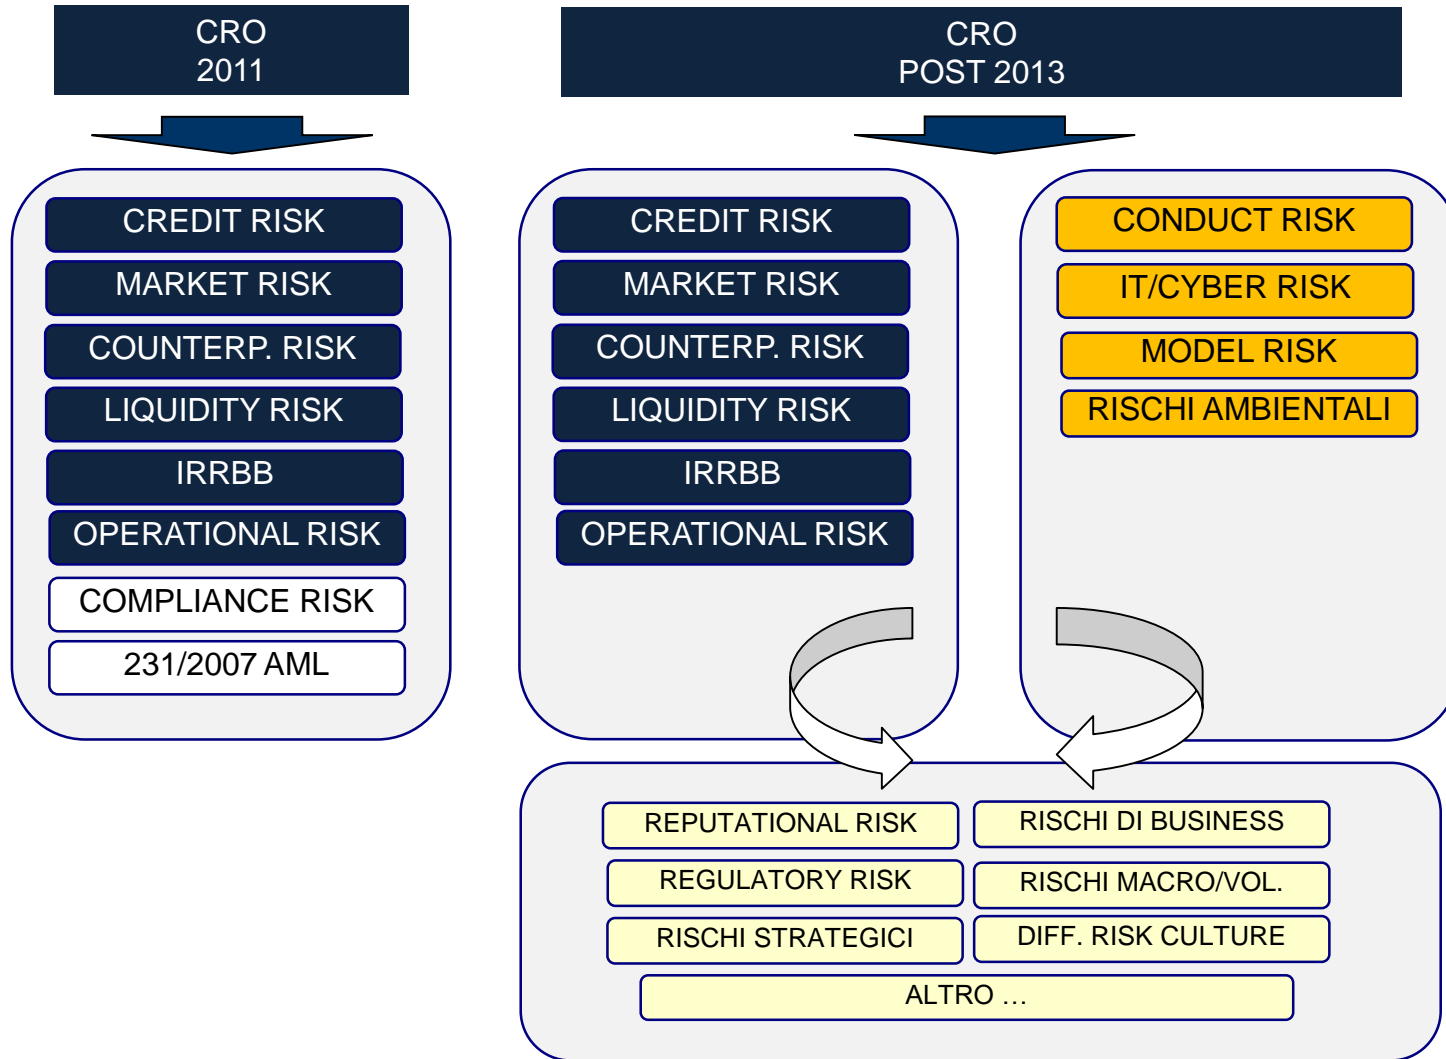 CRO
2011
CREDIT RISK
MARKET RISK
COUNTERP. RISK
LIQUIDITY RISK
IRRBB
OPERATIONAL RISK
COMPLIANCE RISK
231/2007 AML
CRO
POST 2013
CREDIT RISK
MARKET RISK
COUNTERP. RISK
LIQUIDITY RISK
IRRBB
OPERATIONAL RISK
CONDUCT RISK
IT/CYBER RISK
MODEL RISK
RISCHI AMBIENTALI
REPUTATIONAL RISK
RISCHI DI BUSINESS
REGULATORY RISK
RISCHI MACRO/VOL.
RISCHI STRATEGICI
DIFF. RISK CULTURE
ALTRO …